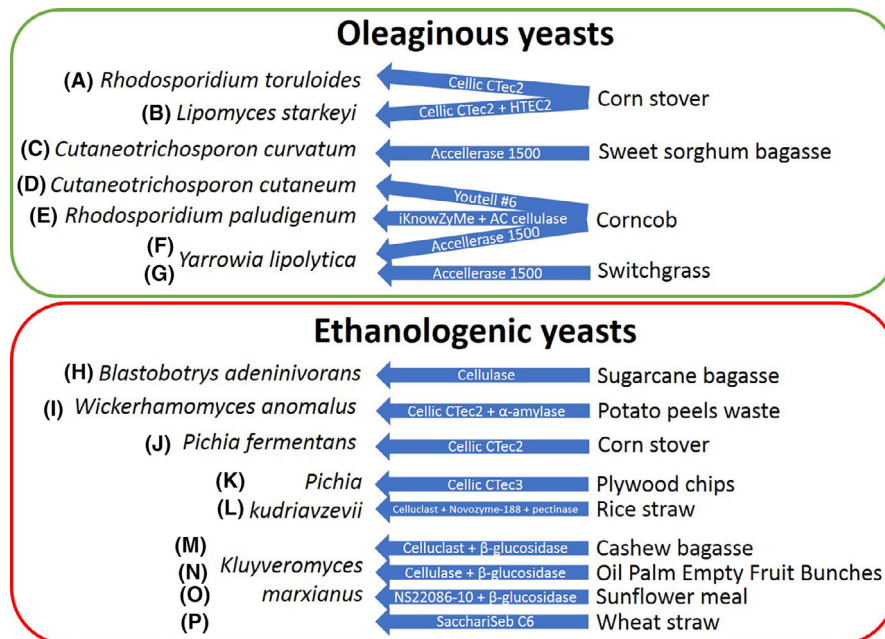 Oleaginous yeasts
(A) Rhodosporidium toruloides Cellic CTec2 Corn stover
(B) Lipomyces starkeyi Cellic CTec2 + HTEC2
(C) Cutaneotrichosporon curvatum Accellerase 1500 Sweet sorghum bagasse
(D) Cutaneotrichosporon cutaneum Youtell #6
(E) Rhodosporidium paludigenum iKnowZyMe + AC cellulase Corncob
(F) Accellerase 1500
Yarrowia lipolytica
(G) Accellerase 1500 Switchgrass
Ethanologenic yeasts
(H) Blastobotrys adeninivorans Cellulase Sugarcane bagasse
(I) Wickerhamomyces anomalus Cellic CTec2 + α-amylase Potato peels waste
(J) Pichia fermentans Cellic CTec2 Corn stover
(K) Pichia Cellic CTec3 Plywood chips
(L) kudriavzevii Celluclast + Novozyme-188 + pectinase Rice straw
(M) Celluclast + β-glucosidase Cashew bagasse
(N) Kluyveromyces Cellulase + β-glucosidase Oil Palm Empty Fruit Bunches
(O) marxianus NS22086-10 + β-glucosidase Sunflower meal
(P) SacchariSeb C6 Wheat straw